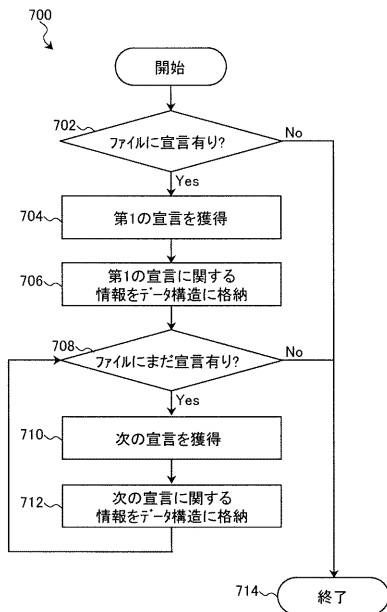 700
開始
702
ファイルに宣言有り?
No
Yes
704
第1の宣言を獲得
706
第1の宣言に関する
情報をデータ構造に格納
708
ファイルにまだ宣言有り?
No
Yes
710
次の宣言を獲得
712
次の宣言に関する
情報をデータ構造に格納
714
終了